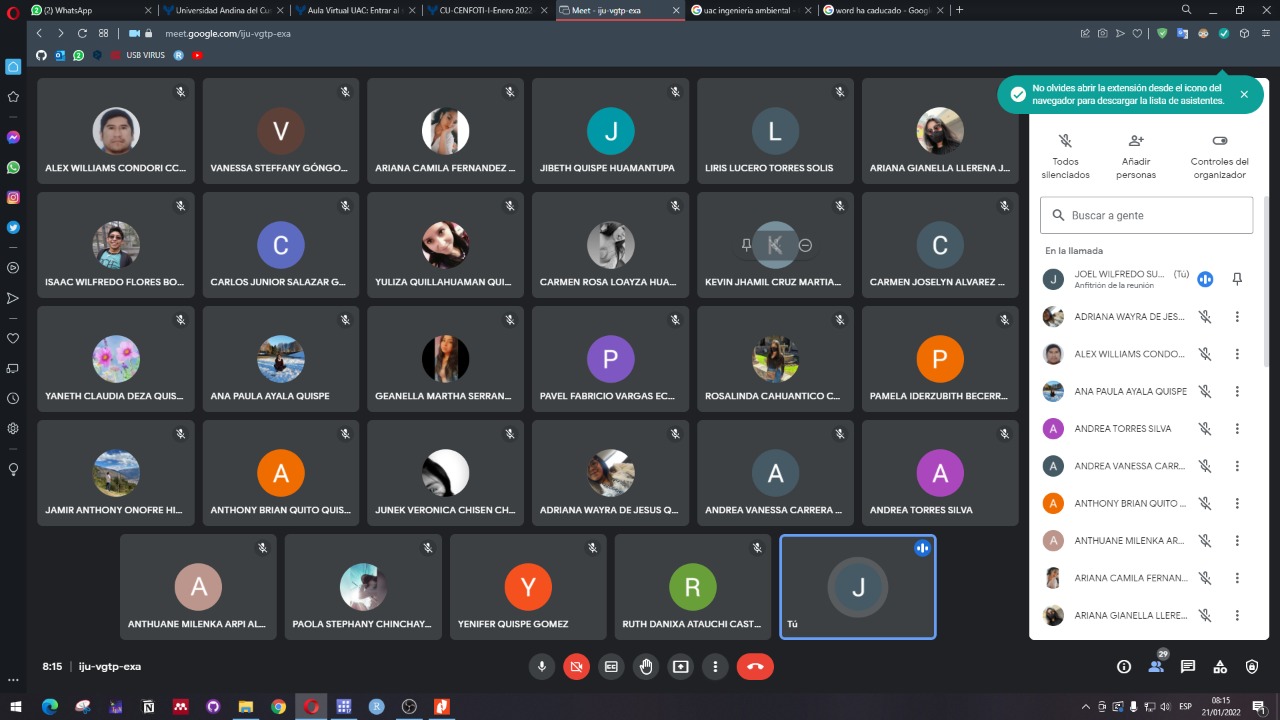 (2) WhatsApp
Universidad Andina del Cus
Aula Virtual UAC: Entrar al
CU-CENFOTI-I-Enero 2022
Meet - iju-vgtp-exa
uac ingeniería ambiental -
word ha caducado - Googl
meet.google.com/iju-vgtp-exa
USB VIRUS
R
No olvides abrir la extensión desde el icono del
navegador para descargar la lista de asistentes.
V
J
L
ALEX WILLIAMS CONDORI CC...
VANESSA STEFFANY GÓNGO...
ARIANA CAMILA FERNANDEZ ...
JIBETH QUISPE HUAMANTUPA
LIRIS LUCERO TORRES SOLIS
ARIANA GIANELLA LLERENA J...
C
K
C
ISAAC WILFREDO FLORES BO...
CARLOS JUNIOR SALAZAR G...
YULIZA QUILLAHUAMAN QUI...
CARMEN ROSA LOAYZA HUA...
KEVIN JHAMIL CRUZ MARTIA...
CARMEN JOSELYN ALVAREZ ...
P
P
YANETH CLAUDIA DEZA QUIS...
ANA PAULA AYALA QUISPE
GEANELLA MARTHA SERRAN...
PAVEL FABRICIO VARGAS EC...
ROSALINDA CAHUANTICO C...
PAMELA IDERZUBITH BECERR...
A
A
A
JAMIR ANTHONY ONOFRE HI...
ANTHONY BRIAN QUITO QUIS...
JUNEK VERONICA CHISEN CH...
ADRIANA WAYRA DE JESUS Q...
ANDREA VANESSA CARRERA ...
ANDREA TORRES SILVA
A
Y
R
J
ANTHUANE MILENKA ARPI AL...
PAOLA STEPHANY CHINCHAY...
YENIFER QUISPE GOMEZ
RUTH DANIXA ATAUCHI CAST...
Tú
Todos
silenciados
Añadir
personas
Controles del
organizador
Buscar a gente
En la llamada
J
JOEL WILFREDO SU... (Tú)
Anfitrión de la reunión
ADRIANA WAYRA DE JES...
ALEX WILLIAMS CONDO...
ANA PAULA AYALA QUISPE
A ANDREA TORRES SILVA
A ANDREA VANESSA CARR...
A ANTHONY BRIAN QUITO ...
A ANTHUANE MILENKA AR...
ARIANA CAMILA FERNAN...
ARIANA GIANELLA LLERE...
8:15 | iju-vgtp-exa
29
ESP
08:15
21/01/2022